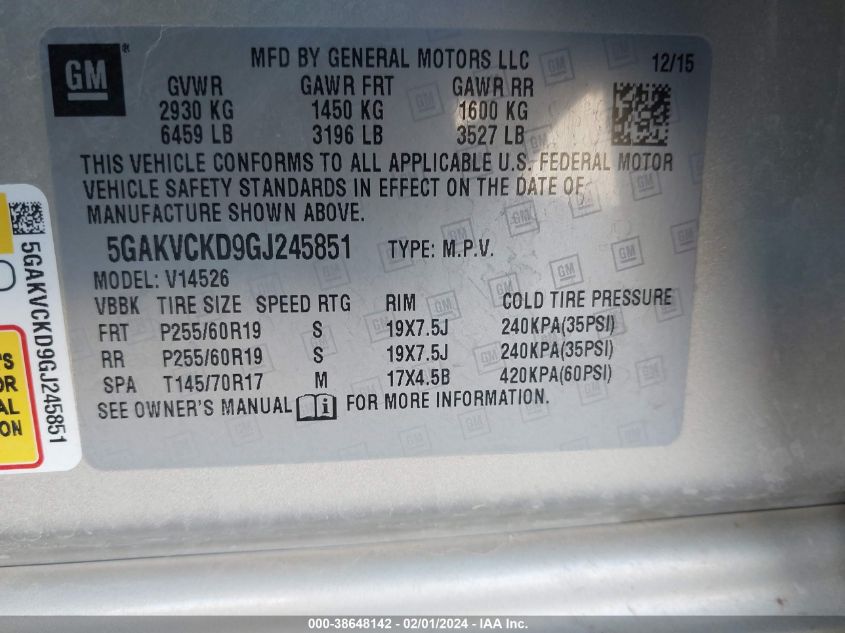 GM
MFD BY GENERAL MOTORS LLC 12/15
GVWR GAWR FRT GAWR RR
2930 KG 1450 KG 1600 KG
6459 LB 3196 LB 3527 LB
THIS VEHICLE CONFORMS TO ALL APPLICABLE U.S. FEDERAL MOTOR
VEHICLE SAFETY STANDARDS IN EFFECT ON THE DATE OF
MANUFACTURE SHOWN ABOVE.
5GAKVCKD9GJ245851 TYPE: M.P.V.
MODEL: V14526
VBBK TIRE SIZE SPEED RTG RIM COLD TIRE PRESSURE
FRT P255/60R19 S 19X7.5J 240KPA(35PSI)
RR P255/60R19 S 19X7.5J 240KPA(35PSI)
SPA T145/70R17 M 17X4.5B 420KPA(60PSI)
SEE OWNER'S MANUAL i FOR MORE INFORMATION.
5GAKVCKD9GJ245851
'S
OR
AL
ON
000-38648142 - 02/01/2024 - IAA Inc.